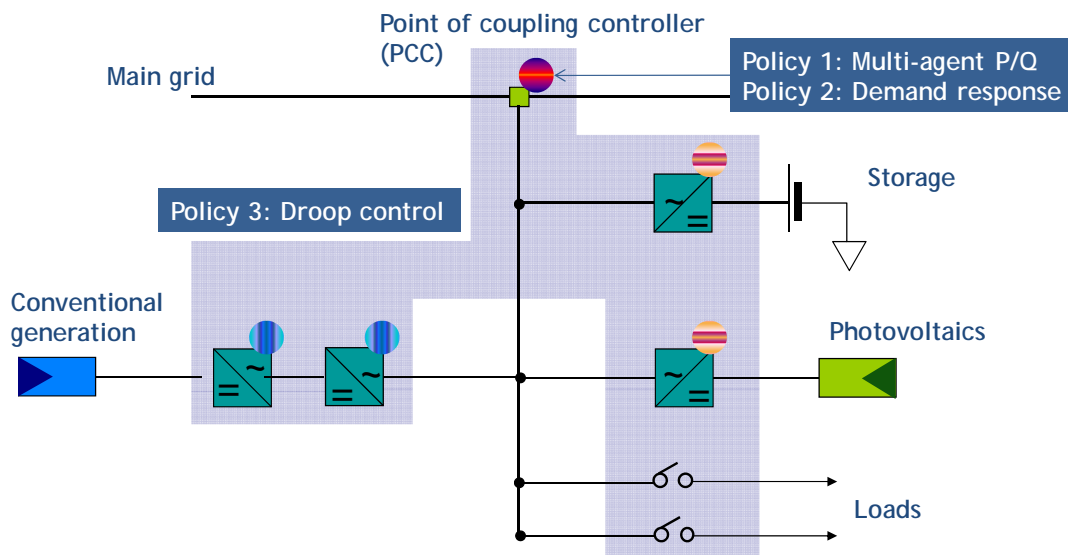 Point of coupling controller
(PCC)
Main grid
Policy 1: Multi-agent P/Q
Policy 2: Demand response
Storage
Policy 3: Droop control
Conventional
generation
Photovoltaics
Loads